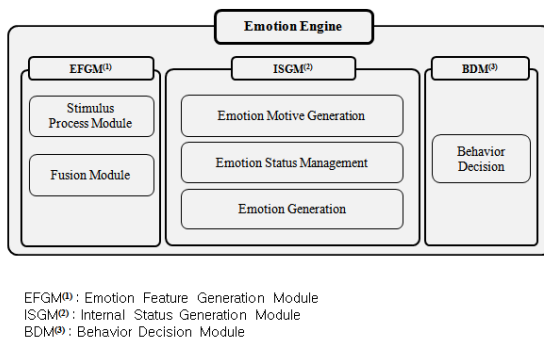 Emotion Engine
EFGM(1)
Stimulus
Process Module
Fusion Module
ISGM(2)
Emotion Motive Generation
Emotion Status Management
Emotion Generation
BDM(3)
Behavior
Decision
EFGM(1) : Emotion Feature Generation Module
ISGM(2) : Internal Status Generation Module
BDM(3) : Behavior Decision Module